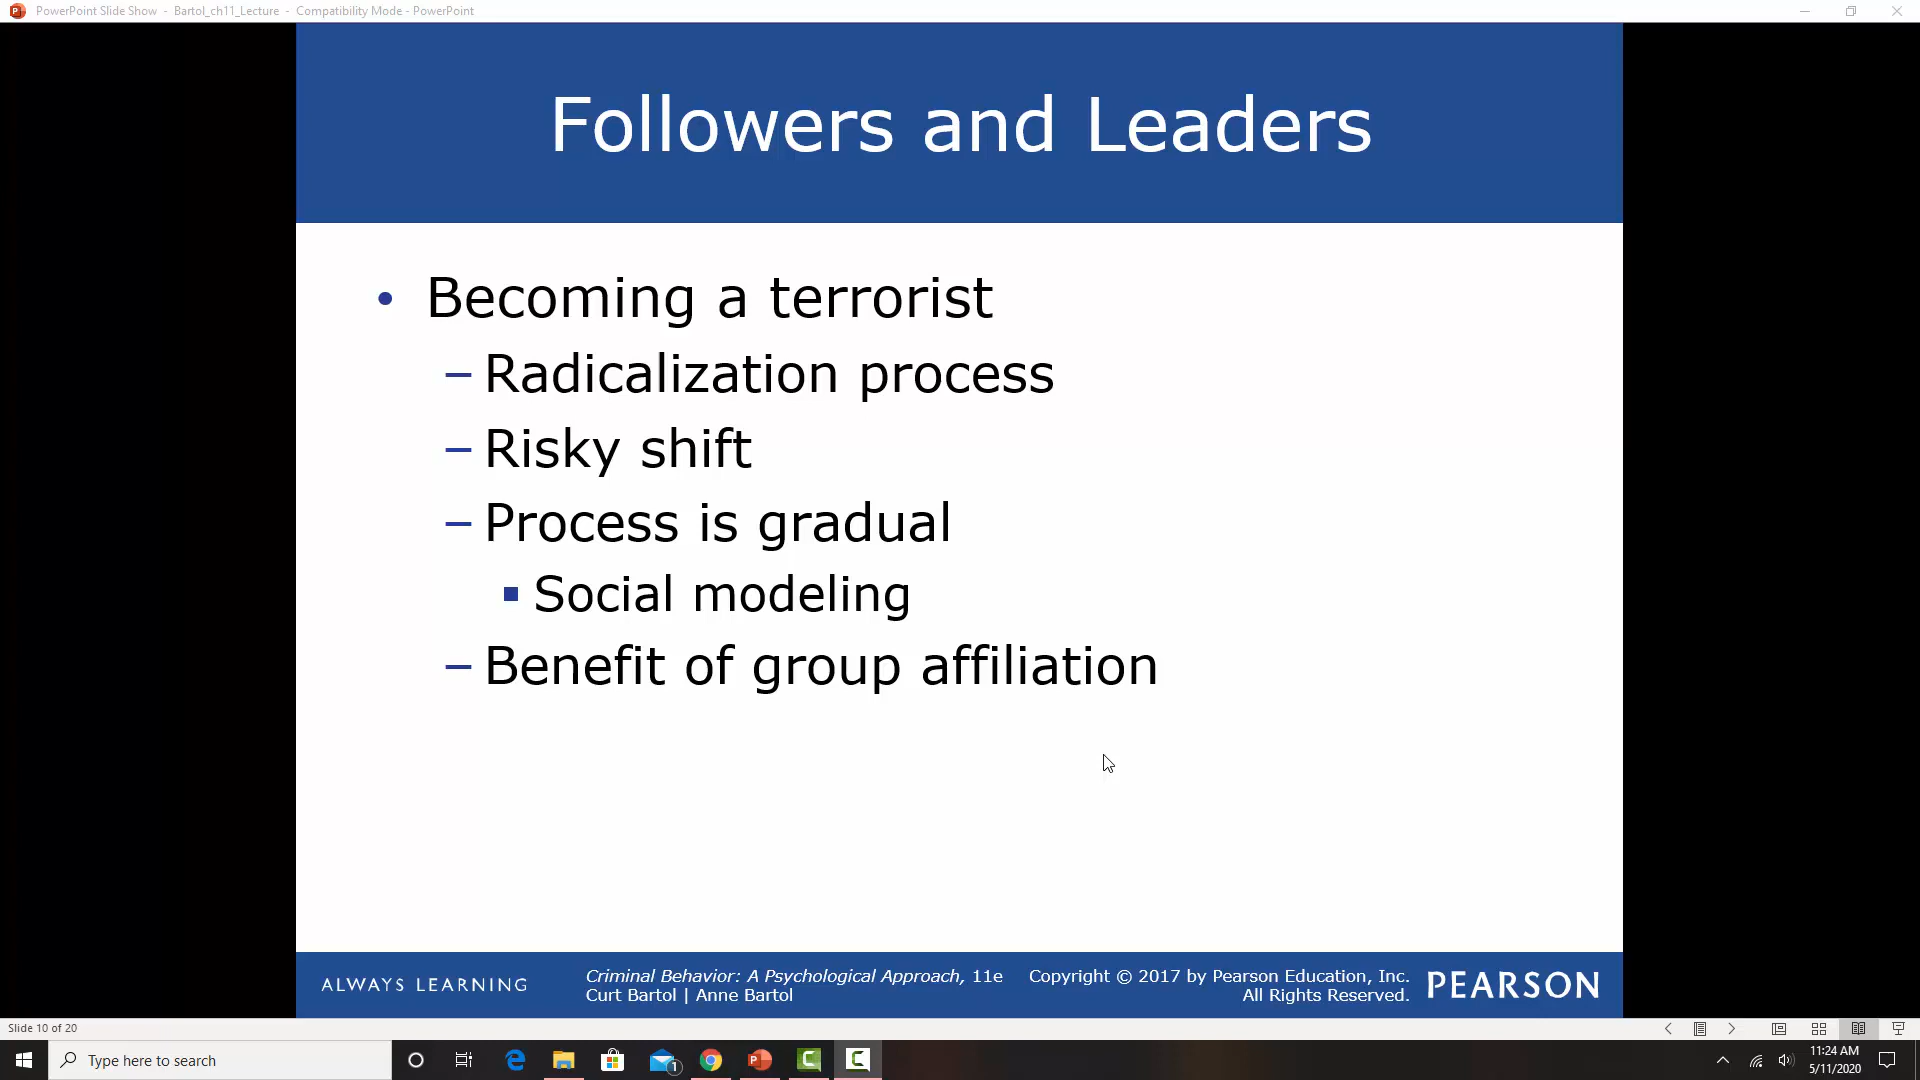 PowerPoint Slide Show - Bartol_ch11_Lecture - Compatibility Mode - PowerPoint
Followers and Leaders
• Becoming a terrorist
– Radicalization process
– Risky shift
– Process is gradual
▪ Social modeling
– Benefit of group affiliation
ALWAYS LEARNING
Criminal Behavior: A Psychological Approach, 11e
Curt Bartol | Anne Bartol
Copyright © 2017 by Pearson Education, Inc.
All Rights Reserved.
PEARSON
Slide 10 of 20
Type here to search
1
11:24 AM
5/11/2020